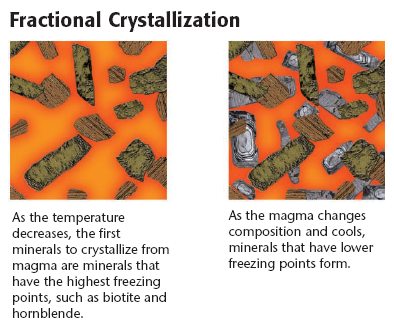 Fractional Crystallization
As the temperature
decreases, the first
minerals to crystallize from
magma are minerals that
have the highest freezing
points, such as biotite and
hornblende.
As the magma changes
composition and cools,
minerals that have lower
freezing points form.